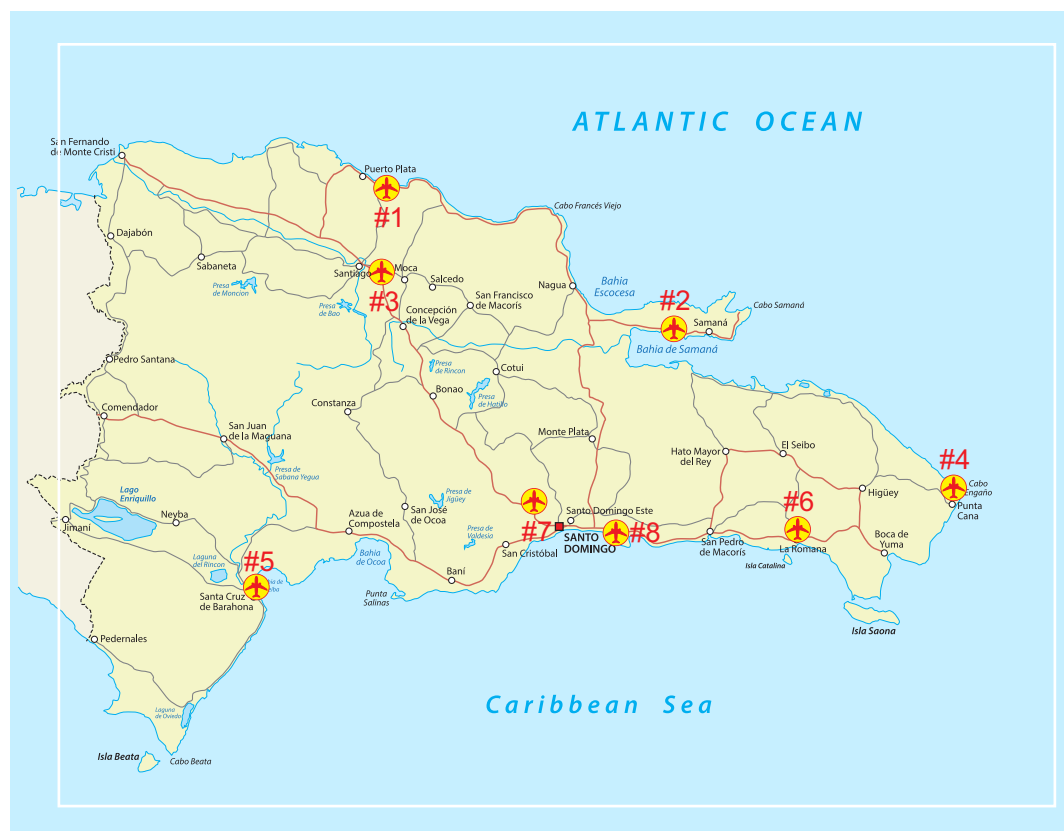 ATLANTIC OCEAN
San Fernando
de Monte Cristi
Puerto Plata
#1
Cabo Francés Viejo
Dajabón
Sabaneta
Santiago
Moca
Salcedo
Presa
de Moncion
#3
Presa
de Bao
San Francisco
de Macorís
Nagua
Bahia
Escocesa
#2
Cabo Samaná
Concepción
de la Vega
Samaná
Bahia de Samaná
Pedro Santana
Presa
de Rincon
Cotui
Bonao
Presa
de Hatillo
Comendador
Constanza
San Juan
de la Maguana
Monte Plata
Hato Mayor
del Rey
El Seibo
#4
Presa de
Sabana Yegua
Cabo
Engaño
Lago
Enriquillo
Presa de
Jigüey
#6
Higüey
Punta
Cana
Neyba
Jimaní
Azua de
Compostela
San José
de Ocoa
Santo Domingo Este
#7
#8
SANTO
DOMINGO
Presa de
Valdesia
San Cristóbal
San Pedro
de Macorís
La Romana
Boca de
Yuma
Isla Catalina
Laguna
del Rincon
#5
Bahia
de Ocoa
Baní
Santa Cruz
de Barahona
Punta
Salinas
Isla Saona
Pedernales
Laguna
de Oviedo
Caribbean Sea
Isla Beata
Cabo Beata